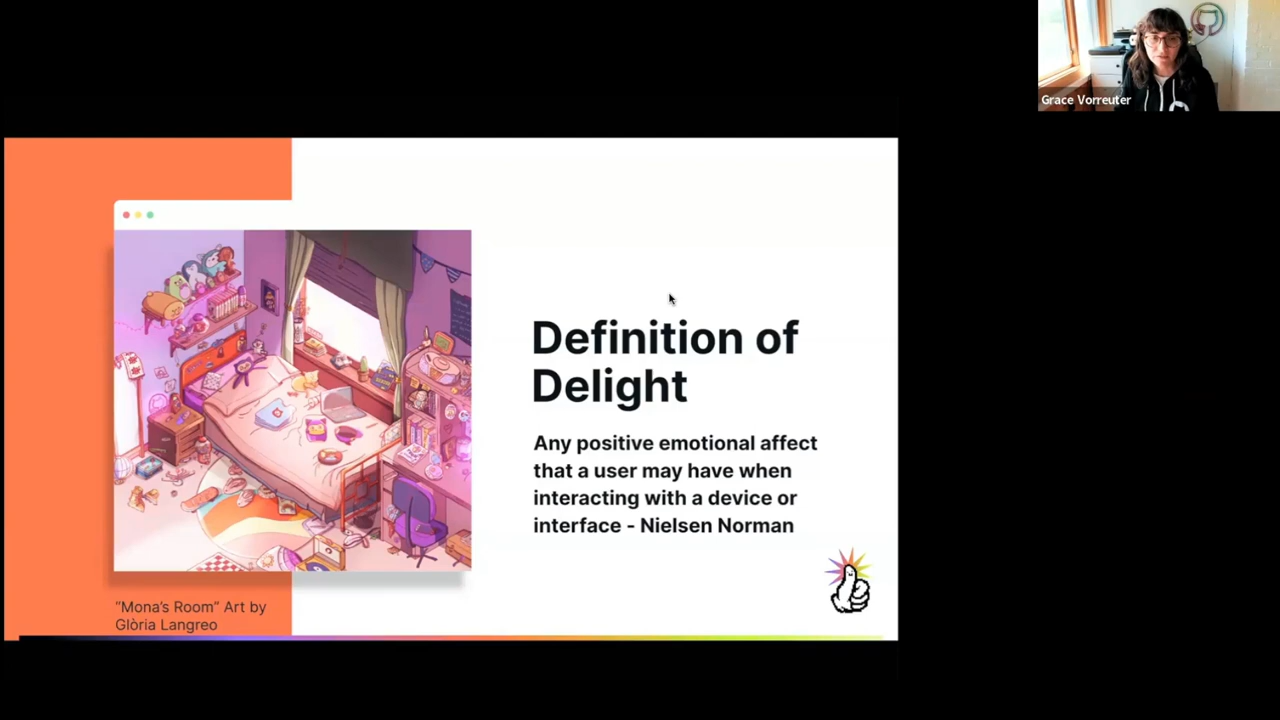 Grace Vorreuter
Definition of
Delight
Any positive emotional affect
that a user may have when
interacting with a device or
interface - Nielsen Norman
“Mona’s Room” Art by
Glòria Langreo